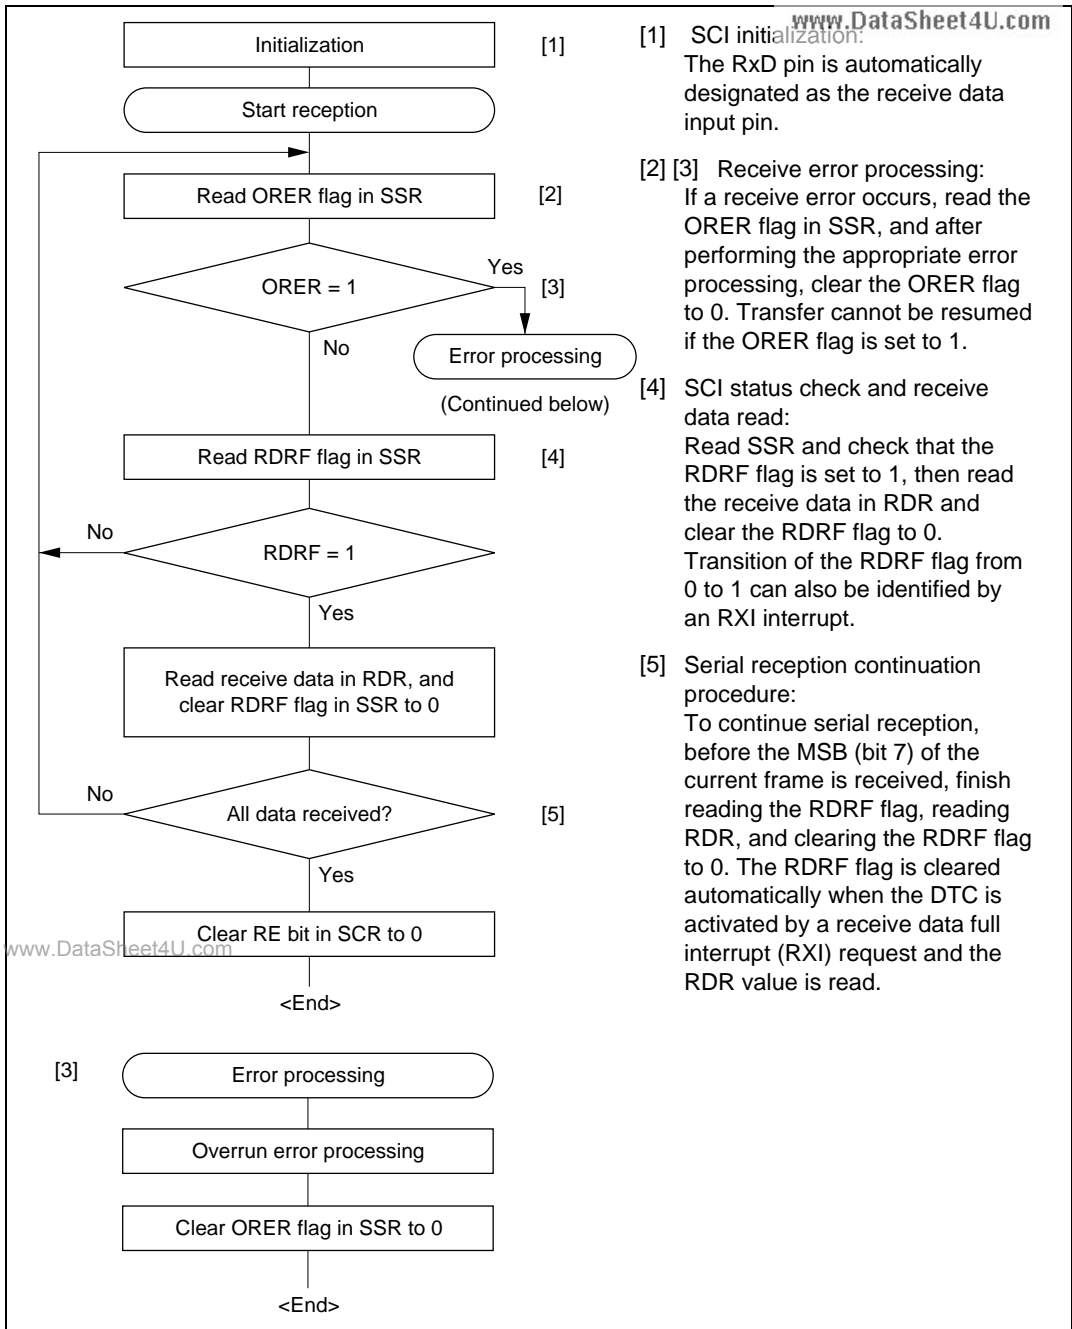 www.DataSheet4U.com
Initialization
[1]
Start reception
Read ORER flag in SSR
[2]
ORER = 1
Yes
[3]
No
Error processing
(Continued below)
Read RDRF flag in SSR
[4]
No
RDRF = 1
Yes
Read receive data in RDR, and
clear RDRF flag in SSR to 0
No
All data received?
[5]
Yes
Clear RE bit in SCR to 0
www.DataSheet4U.com
<End>
[3]
Error processing
Overrun error processing
Clear ORER flag in SSR to 0
<End>
[1] SCI initialization:
The RxD pin is automatically
designated as the receive data
input pin.
[2] [3] Receive error processing:
If a receive error occurs, read the
ORER flag in SSR, and after
performing the appropriate error
processing, clear the ORER flag
to 0. Transfer cannot be resumed
if the ORER flag is set to 1.
[4] SCI status check and receive
data read:
Read SSR and check that the
RDRF flag is set to 1, then read
the receive data in RDR and
clear the RDRF flag to 0.
Transition of the RDRF flag from
0 to 1 can also be identified by
an RXI interrupt.
[5] Serial reception continuation
procedure:
To continue serial reception,
before the MSB (bit 7) of the
current frame is received, finish
reading the RDRF flag, reading
RDR, and clearing the RDRF flag
to 0. The RDRF flag is cleared
automatically when the DTC is
activated by a receive data full
interrupt (RXI) request and the
RDR value is read.